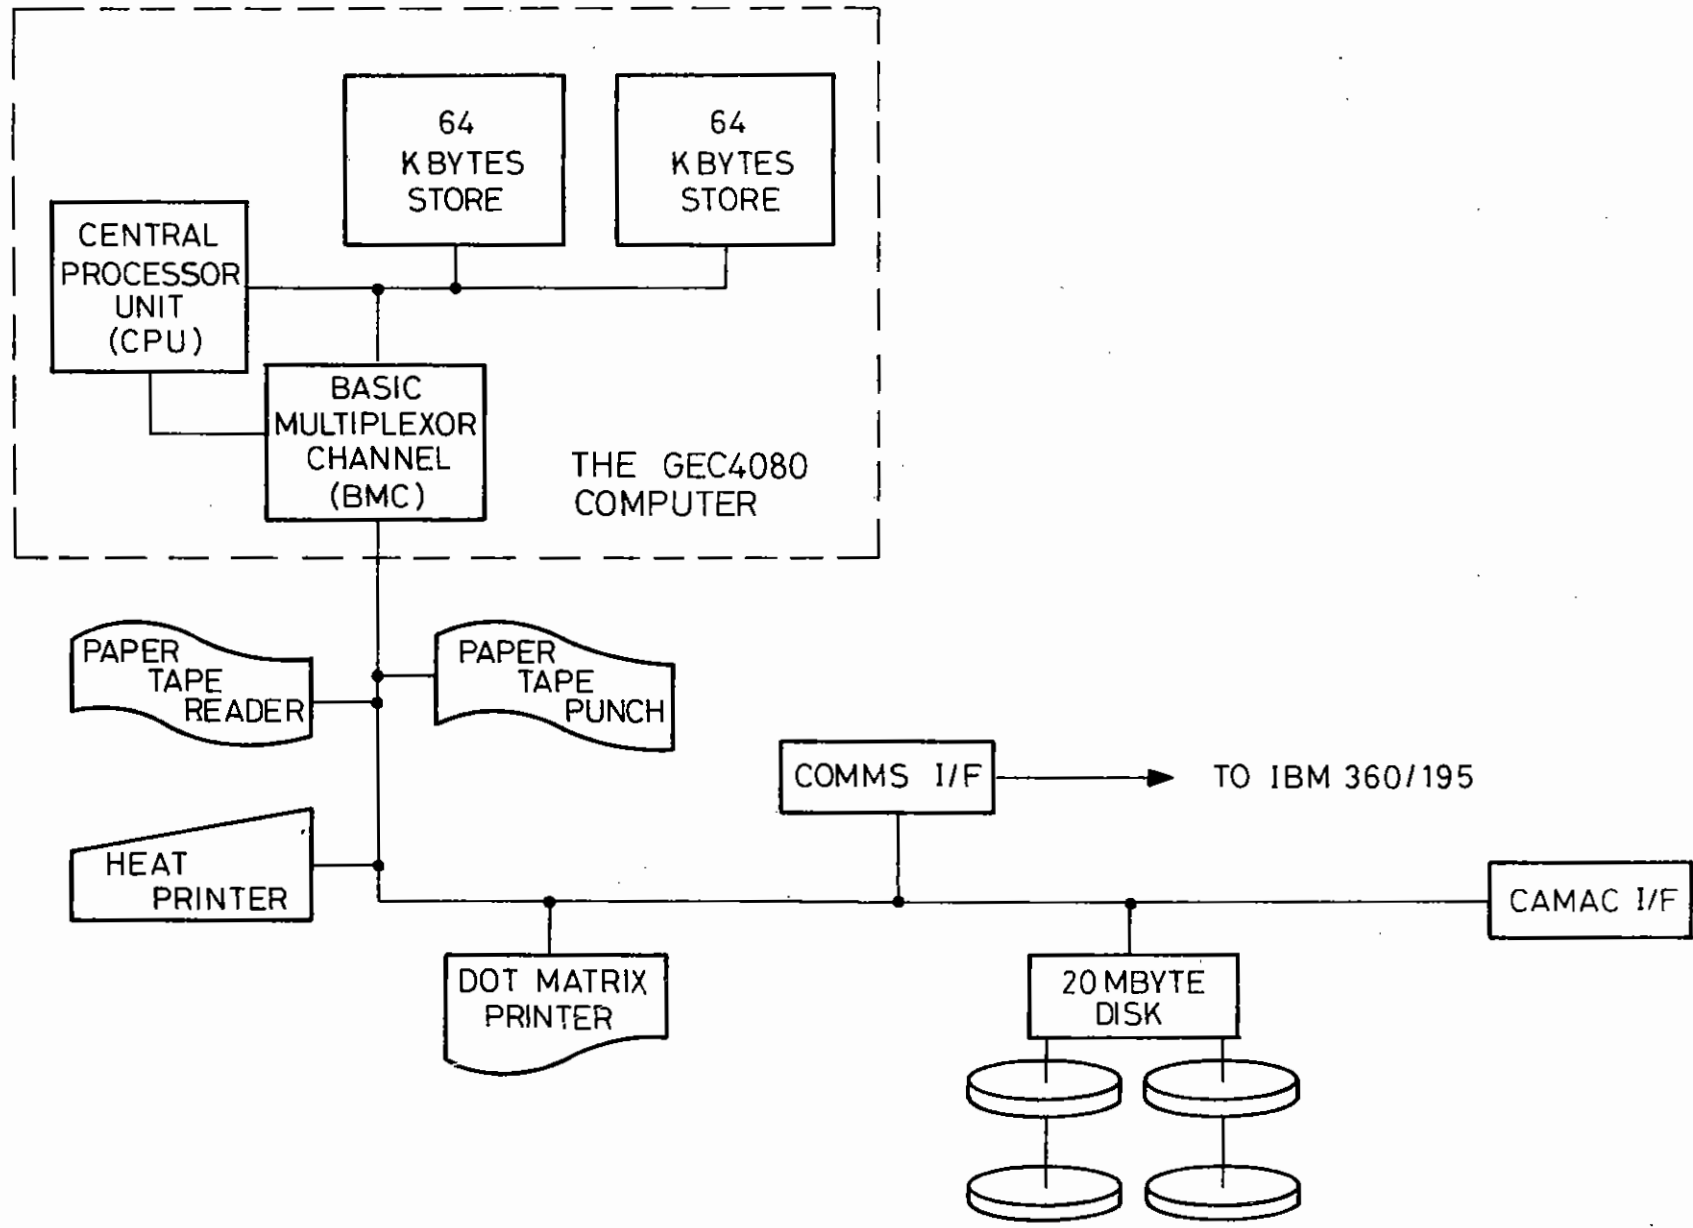 64
K BYTES
STORE
64
K BYTES
STORE
CENTRAL
PROCESSOR
UNIT
(CPU)
BASIC
MULTIPLEXOR
CHANNEL
(BMC)
THE GEC4080
COMPUTER
PAPER
TAPE
READER
PAPER
TAPE
PUNCH
COMMS I/F
TO IBM 360/195
HEAT
PRINTER
CAMAC I/F
DOT MATRIX
PRINTER
20 MBYTE
DISK